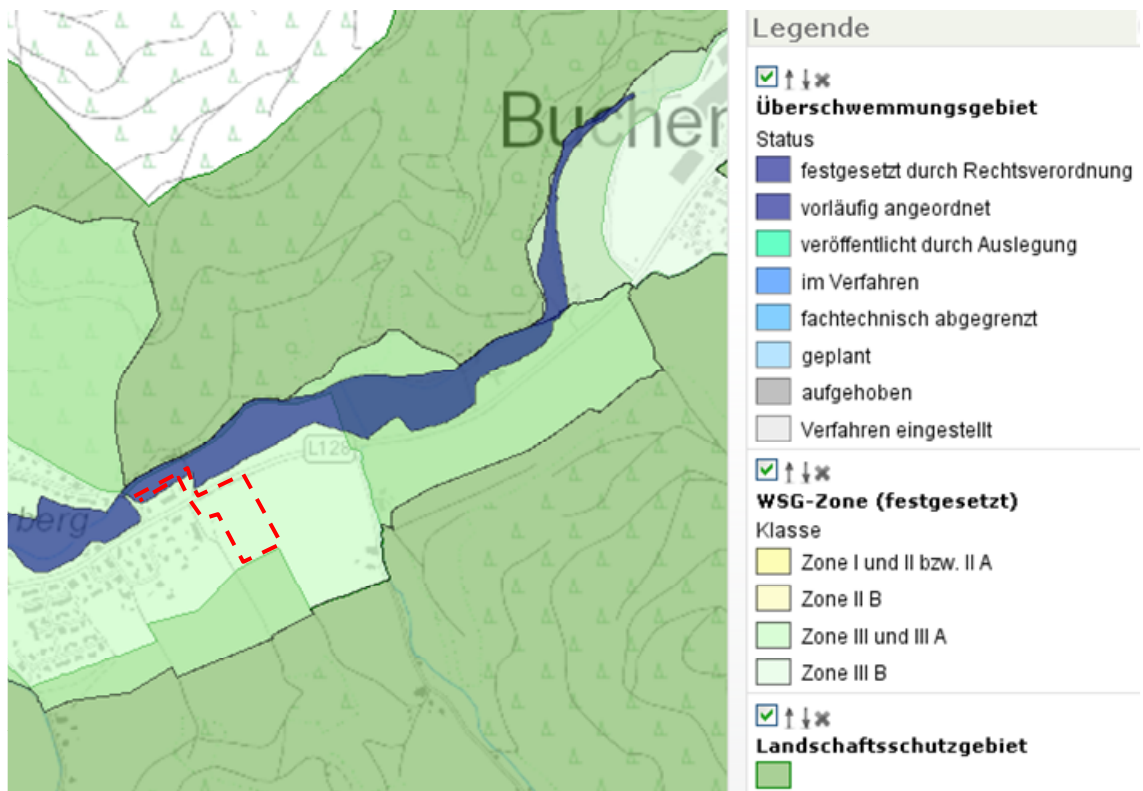 Bucher
L128
berg
Legende
Überschwemmungsgebiet
Status
festgesetzt durch Rechtsverordnung
vorläufig angeordnet
veröffentlicht durch Auslegung
im Verfahren
fachtechnisch abgegrenzt
geplant
aufgehoben
Verfahren eingestellt
WSG-Zone (festgesetzt)
Klasse
Zone I und II bzw. II A
Zone II B
Zone III und III A
Zone III B
Landschaftsschutzgebiet